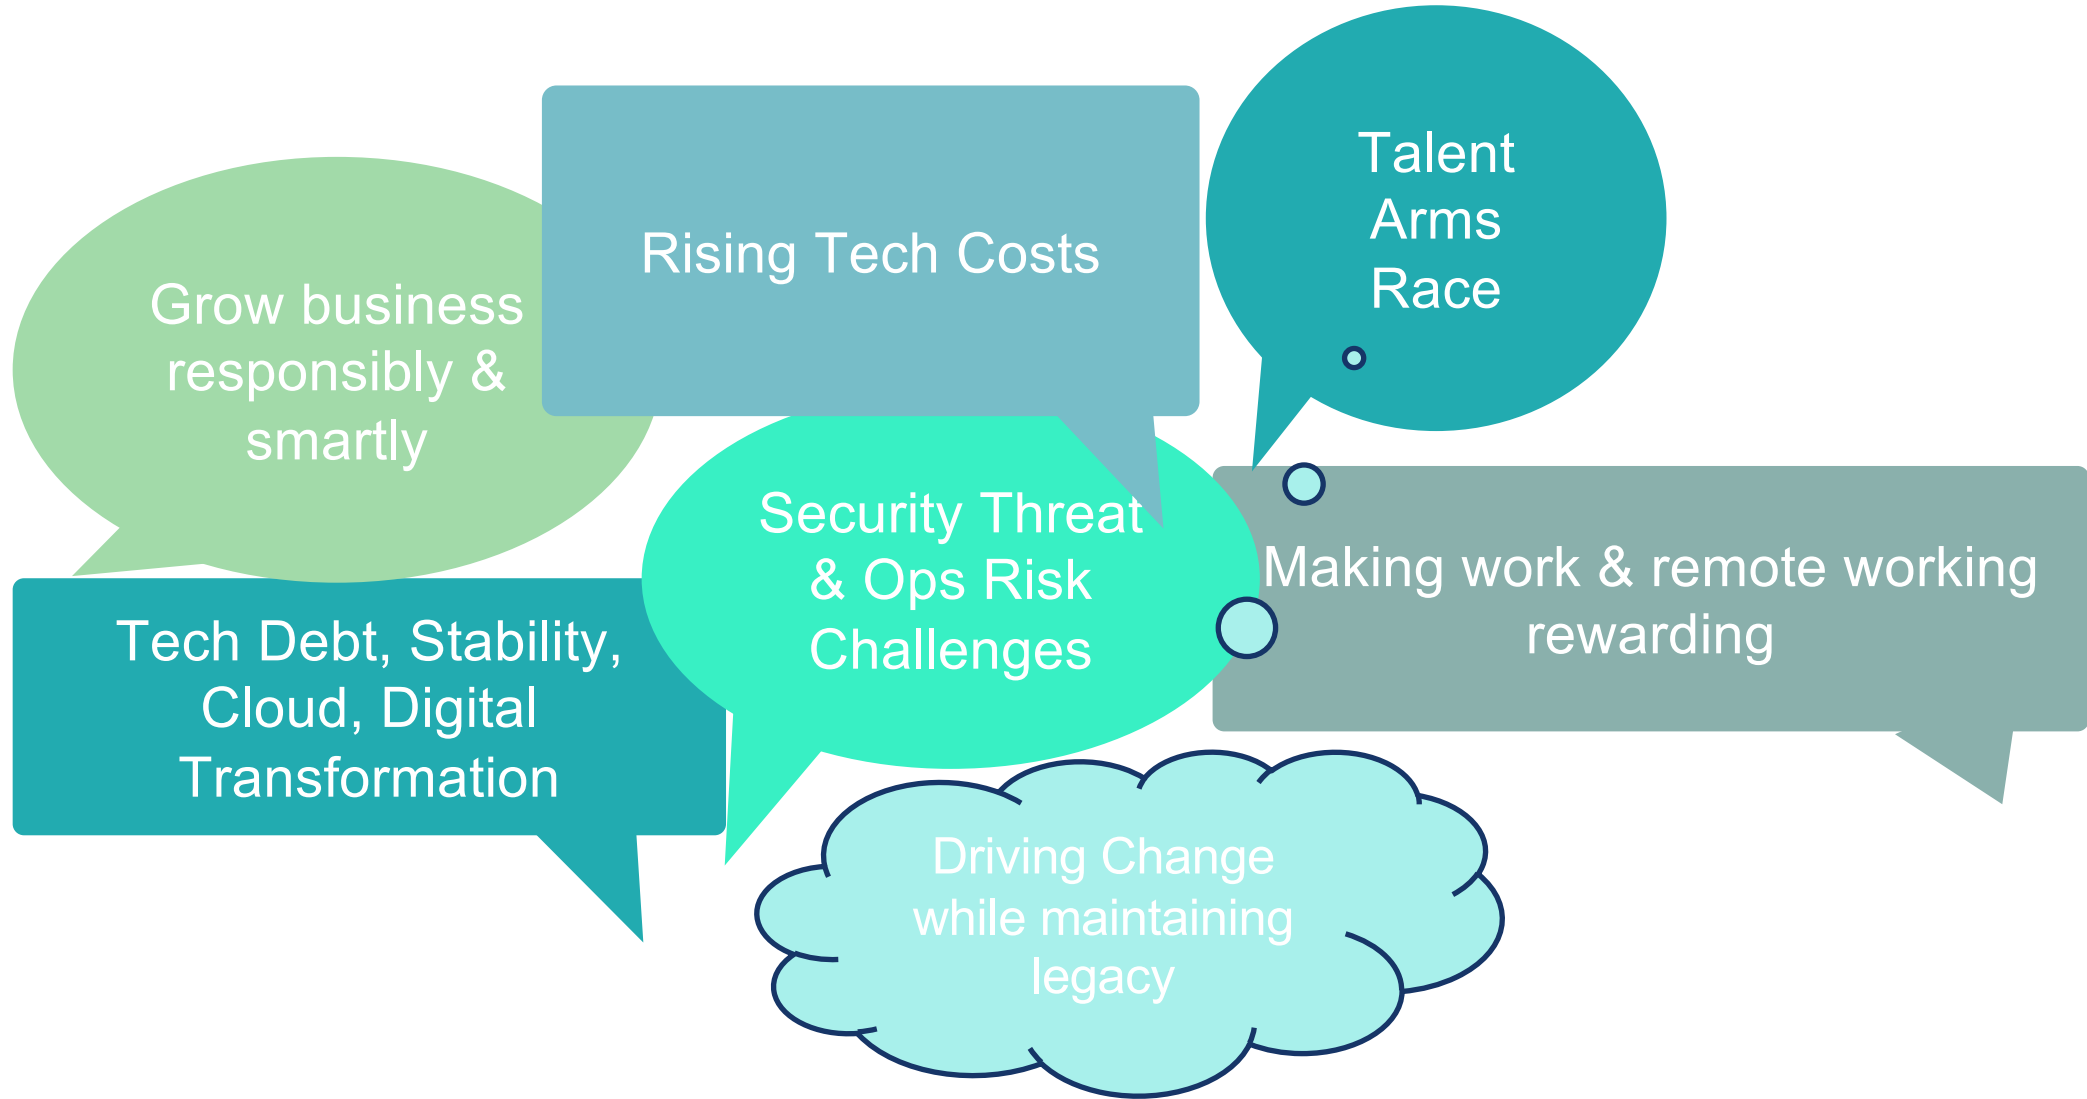 Talent
Arms
Race
Rising Tech Costs
Grow business
responsibly &
smartly
Security Threat
& Ops Risk
Challenges
Making work & remote working
rewarding
Tech Debt, Stability,
Cloud, Digital
Transformation
Driving Change
while maintaining
legacy